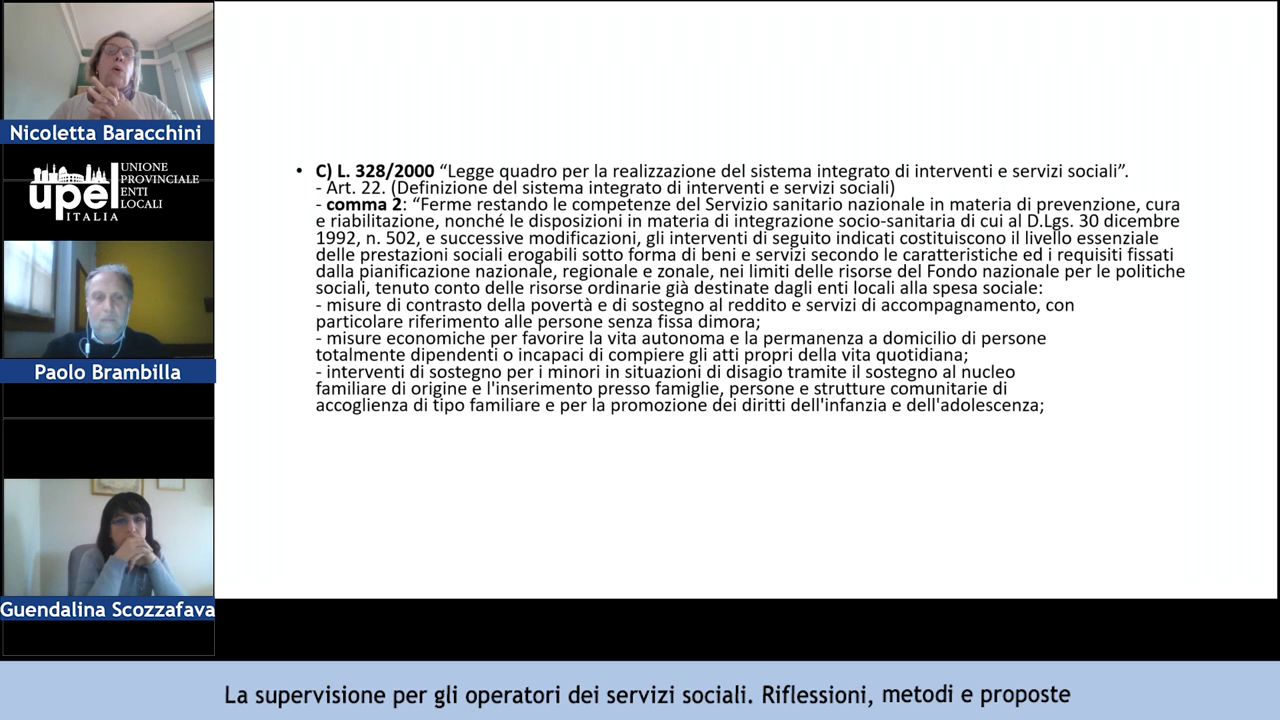 Nicoletta Baracchini
upel
UNIONE
PROVINCIALE
ENTI
LOCALI
ITALIA
Paolo Brambilla
Guendalina Scozzafava
• C) L. 328/2000 “Legge quadro per la realizzazione del sistema integrato di interventi e servizi sociali”.
- Art. 22. (Definizione del sistema integrato di interventi e servizi sociali)
- comma 2: “Ferme restando le competenze del Servizio sanitario nazionale in materia di prevenzione, cura
e riabilitazione, nonché le disposizioni in materia di integrazione socio-sanitaria di cui al D.Lgs. 30 dicembre
1992, n. 502, e successive modificazioni, gli interventi di seguito indicati costituiscono il livello essenziale
delle prestazioni sociali erogabili sotto forma di beni e servizi secondo le caratteristiche ed i requisiti fissati
dalla pianificazione nazionale, regionale e zonale, nei limiti delle risorse del Fondo nazionale per le politiche
sociali, tenuto conto delle risorse ordinarie già destinate dagli enti locali alla spesa sociale:
- misure di contrasto della povertà e di sostegno al reddito e servizi di accompagnamento, con
particolare riferimento alle persone senza fissa dimora;
- misure economiche per favorire la vita autonoma e la permanenza a domicilio di persone
totalmente dipendenti o incapaci di compiere gli atti propri della vita quotidiana;
- interventi di sostegno per i minori in situazioni di disagio tramite il sostegno al nucleo
familiare di origine e l'inserimento presso famiglie, persone e strutture comunitarie di
accoglienza di tipo familiare e per la promozione dei diritti dell'infanzia e dell'adolescenza;
La supervisione per gli operatori dei servizi sociali. Riflessioni, metodi e proposte